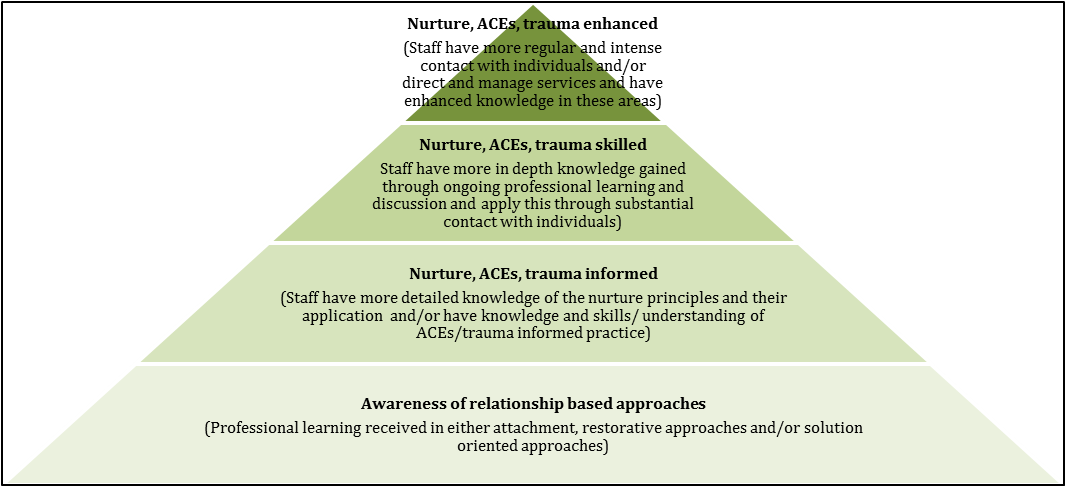 Nurture, ACEs, trauma enhanced
(Staff have more regular and intense
contact with individuals and/or
direct and manage services and have
enhanced knowledge in these areas)
Nurture, ACEs, trauma skilled
Staff have more in depth knowledge gained
through ongoing professional learning and
discussion and apply this through substantial
contact with individuals)
Nurture, ACEs, trauma informed
(Staff have more detailed knowledge of the nurture principles and their
application and/or have knowledge and skills/ understanding of
ACEs/trauma informed practice)
Awareness of relationship based approaches
(Professional learning received in either attachment, restorative approaches and/or solution
oriented approaches)